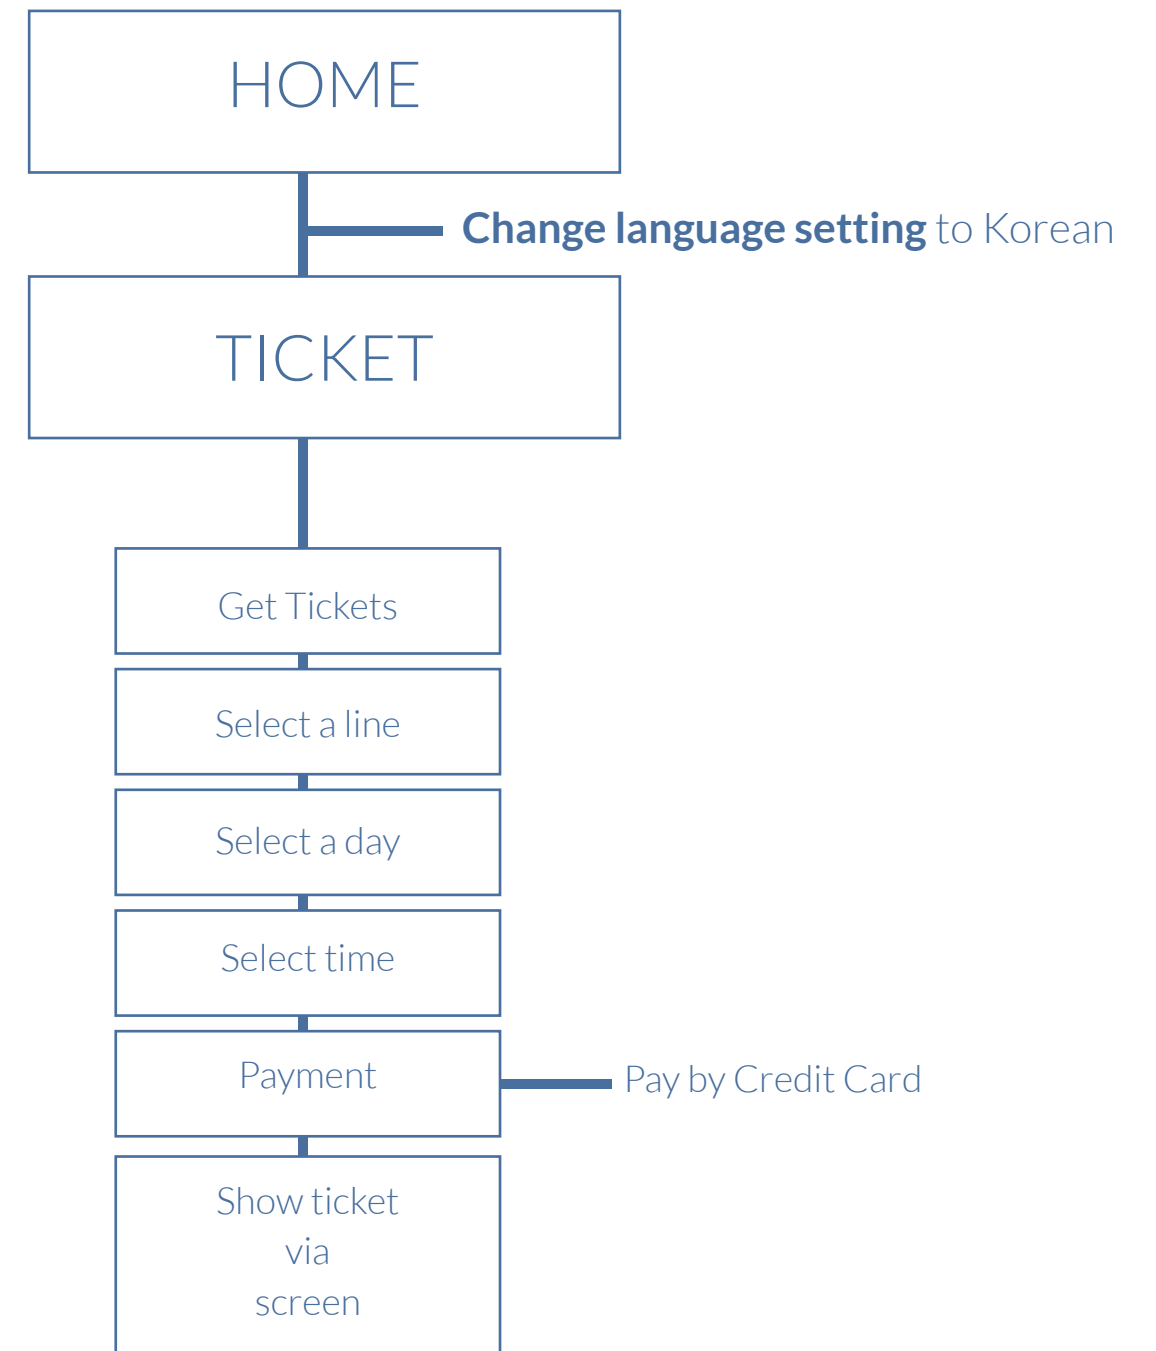 HOME
Change language setting to Korean
TICKET
Get Tickets
Select a line
Select a day
Select time
Payment
Pay by Credit Card
Show ticket
via
screen